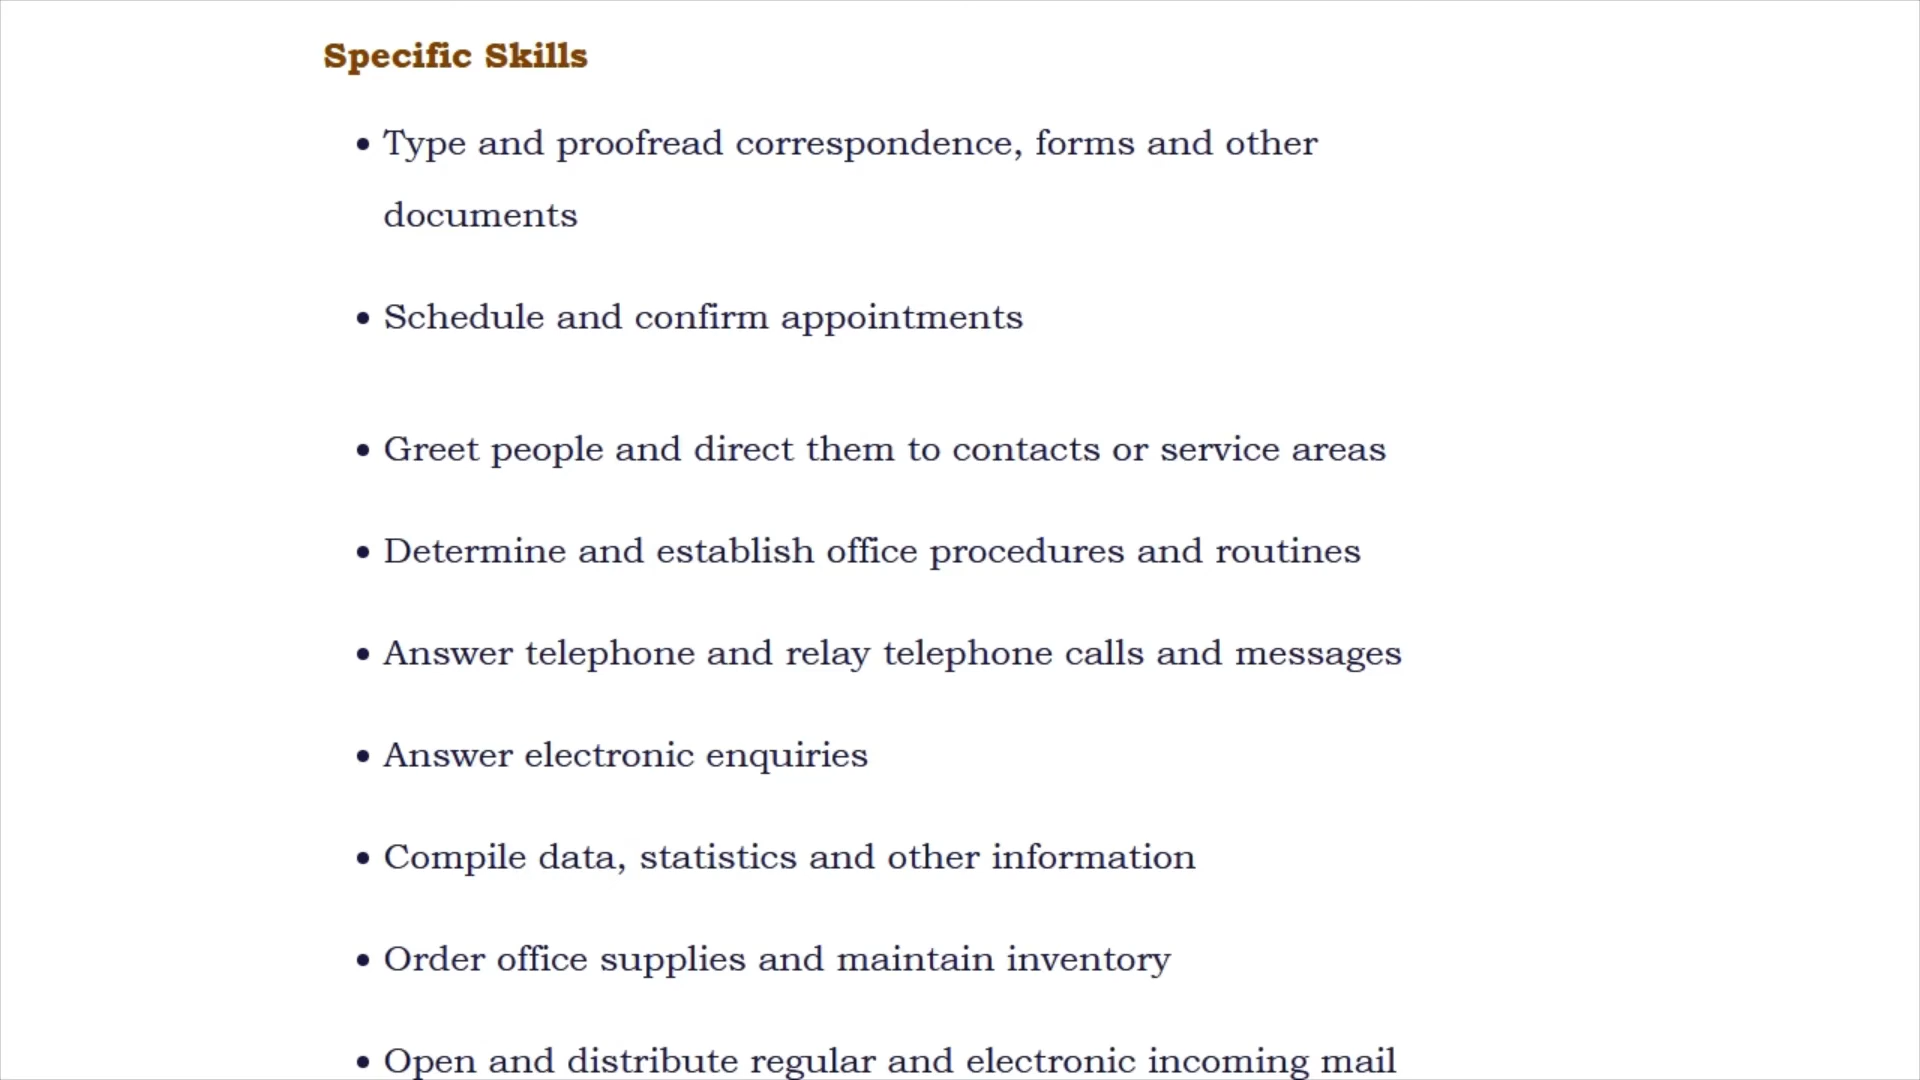 Specific Skills
• Type and proofread correspondence, forms and other
documents
• Schedule and confirm appointments
• Greet people and direct them to contacts or service areas
• Determine and establish office procedures and routines
• Answer telephone and relay telephone calls and messages
• Answer electronic enquiries
• Compile data, statistics and other information
• Order office supplies and maintain inventory
• Open and distribute regular and electronic incoming mail